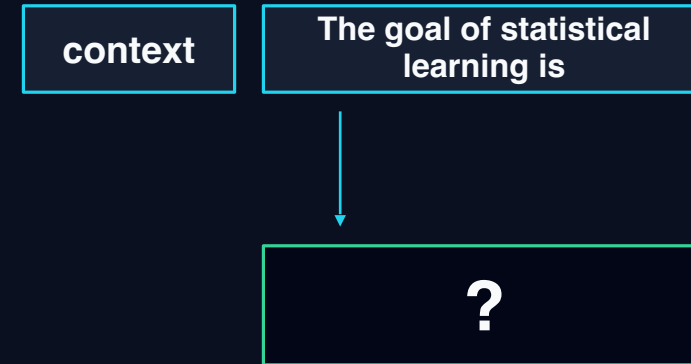 context
The goal of statistical
learning is
?